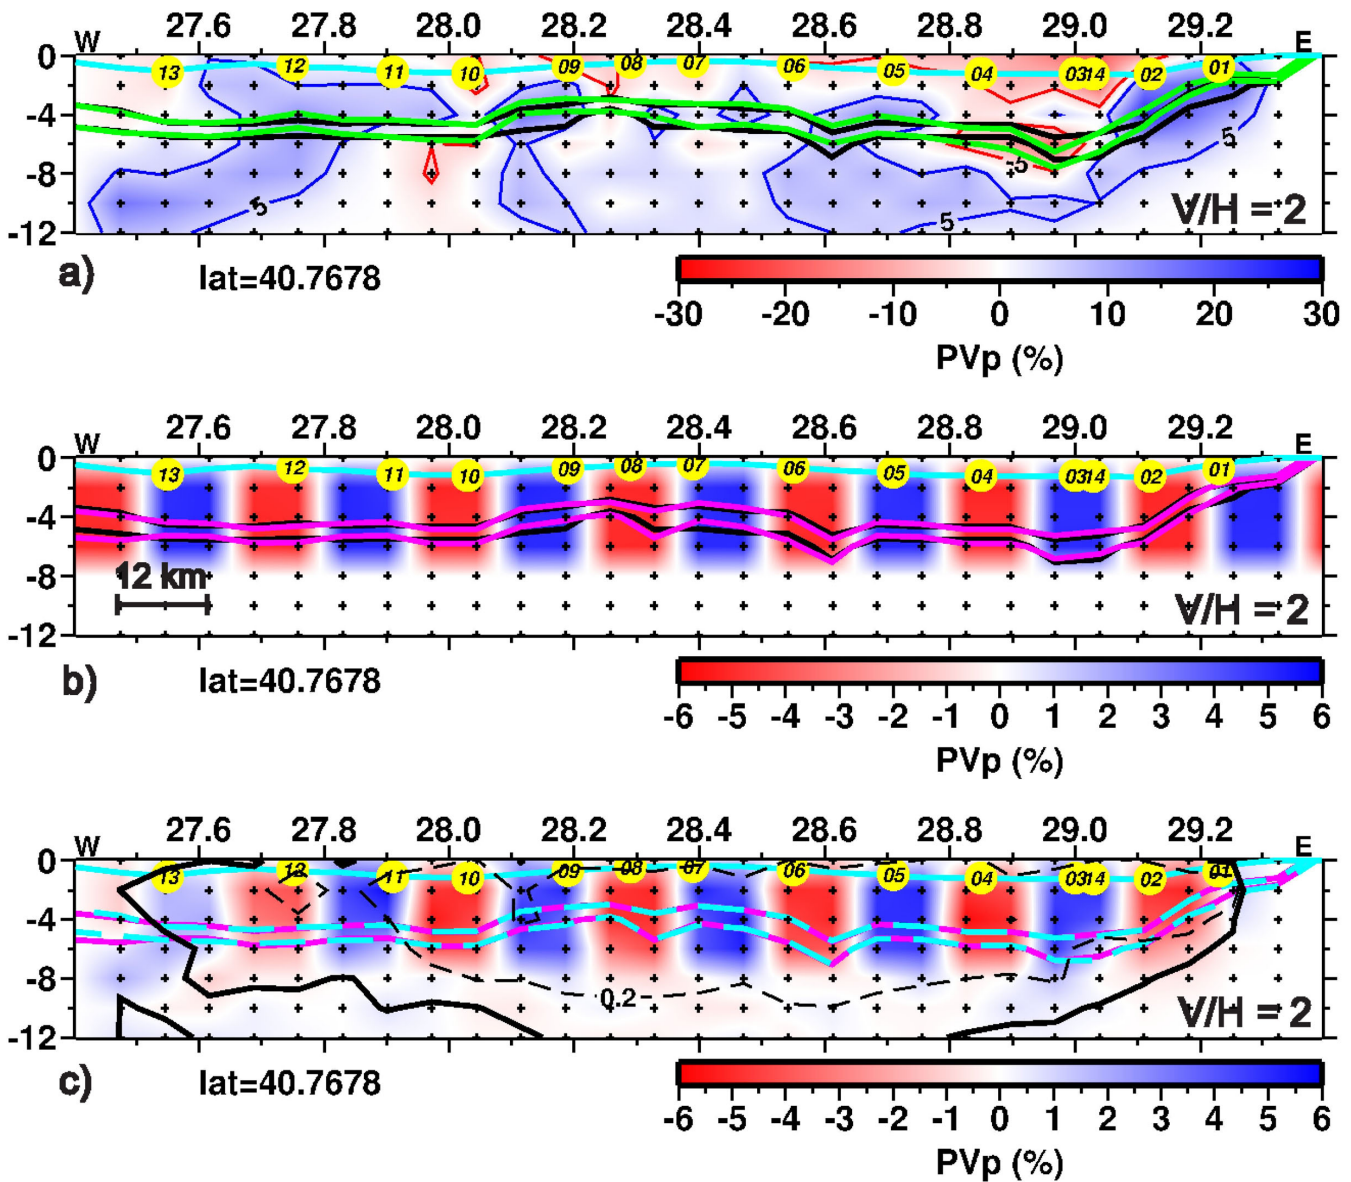 27.6 27.8 28.0 28.2 28.4 28.6 28.8 29.0 29.2
W E
0 13 12 11 10 09 08 07 06 05 04 03 14 02 01
-4
5
-5
-8
5 5
V/H = 2
-12
a) lat=40.7678
-30 -20 -10 0 10 20 30
PVp (%)
27.6 27.8 28.0 28.2 28.4 28.6 28.8 29.0 29.2
W E
0 13 12 11 10 09 08 07 06 05 04 03 14 02 01
-4
-8
12 km
V/H = 2
-12
b) lat=40.7678
-6 -5 -4 -3 -2 -1 0 1 2 3 4 5 6
PVp (%)
27.6 27.8 28.0 28.2 28.4 28.6 28.8 29.0 29.2
W E
0 13 12 11 10 09 08 07 06 05 04 03 14 02 01
-4
-8
0.2
V/H = 2
-12
c) lat=40.7678
-6 -5 -4 -3 -2 -1 0 1 2 3 4 5 6
PVp (%)